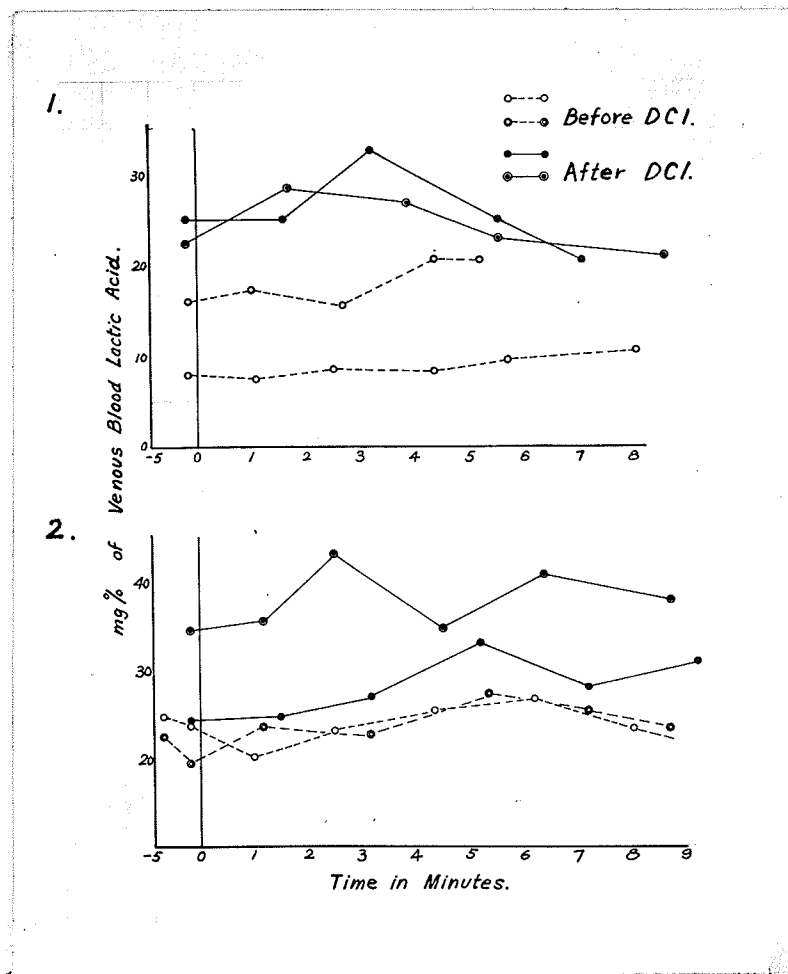 1.
Before DCI.
After DCI.
30
20
10
0
-5 0 1 2 3 4 5 6 7 8
mg% of Venous Blood Lactic Acid.
2.
40
30
20
-5 0 1 2 3 4 5 6 7 8 9
Time in Minutes.